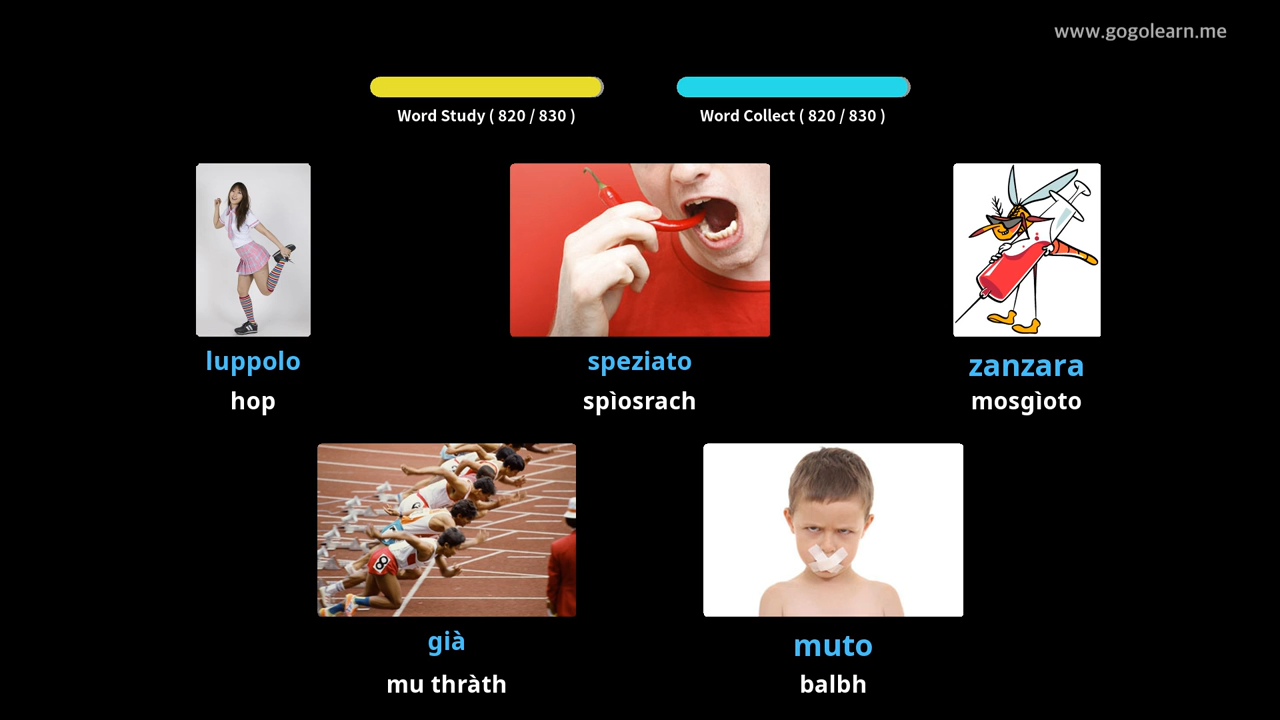 www.gogolearn.me
Word Study ( 820 / 830 )
Word Collect ( 820 / 830 )
luppolo
hop
speziato
spìosrach
zanzara
mosgìoto
8
già
mu thràth
muto
balbh